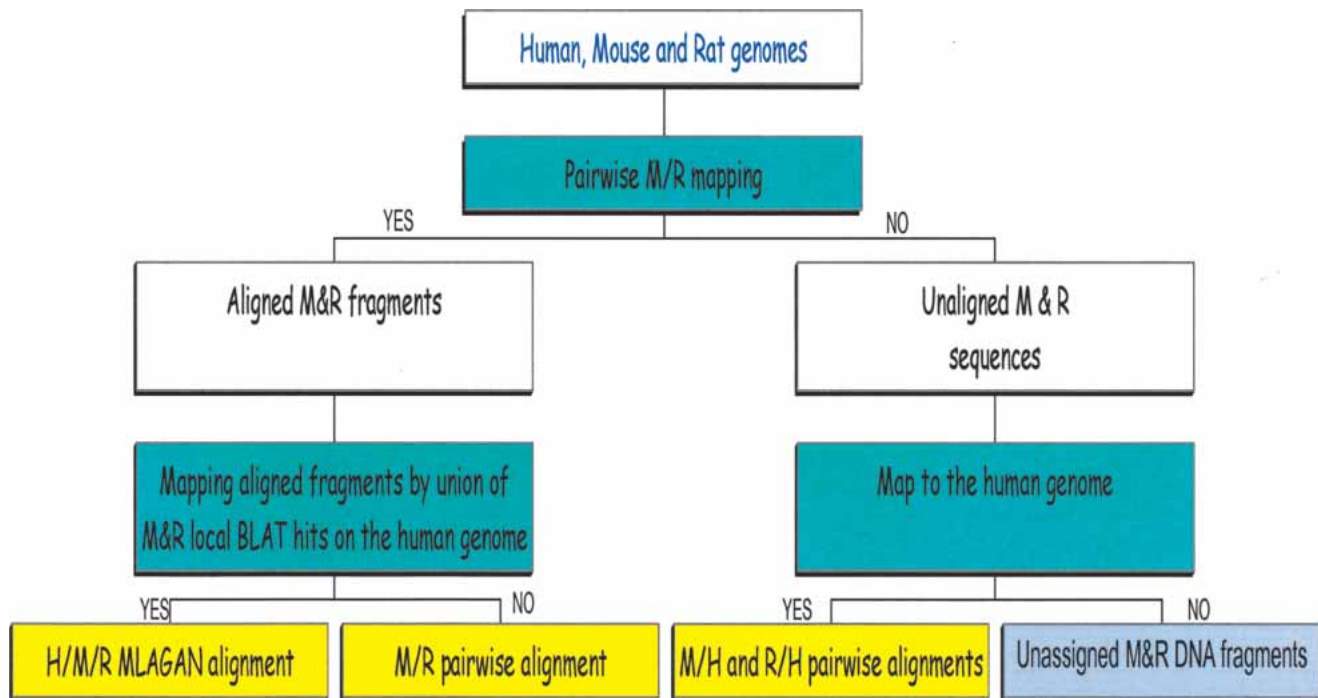 Human, Mouse and Rat genomes
Pairwise M/R mapping
YES
NO
Aligned M&R fragments
Unaligned M & R
sequences
Mapping aligned fragments by union of
M&R local BLAT hits on the human genome
Map to the human genome
YES
NO
YES
NO
H/M/R MLAGAN alignment
M/R pairwise alignment
M/H and R/H pairwise alignments
Unassigned M&R DNA fragments